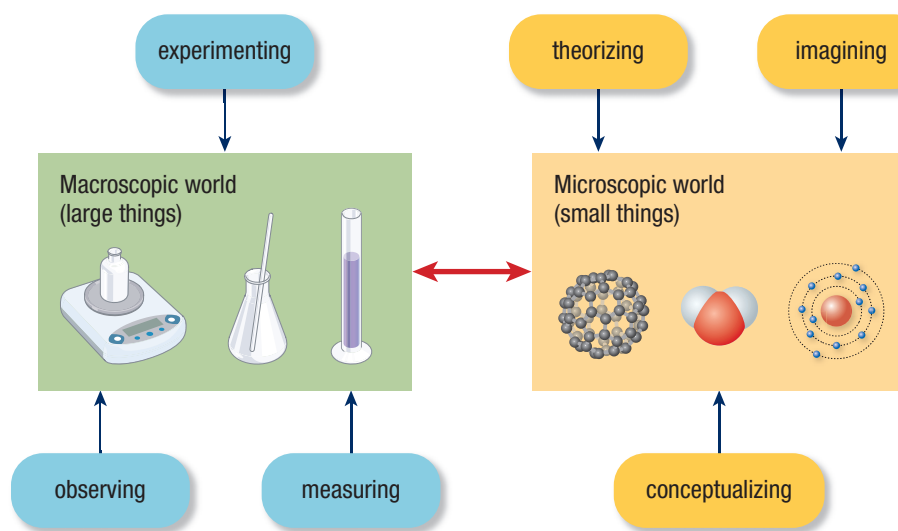 experimenting
theorizing
imagining
Macroscopic world
(large things)
Microscopic world
(small things)
observing
measuring
conceptualizing